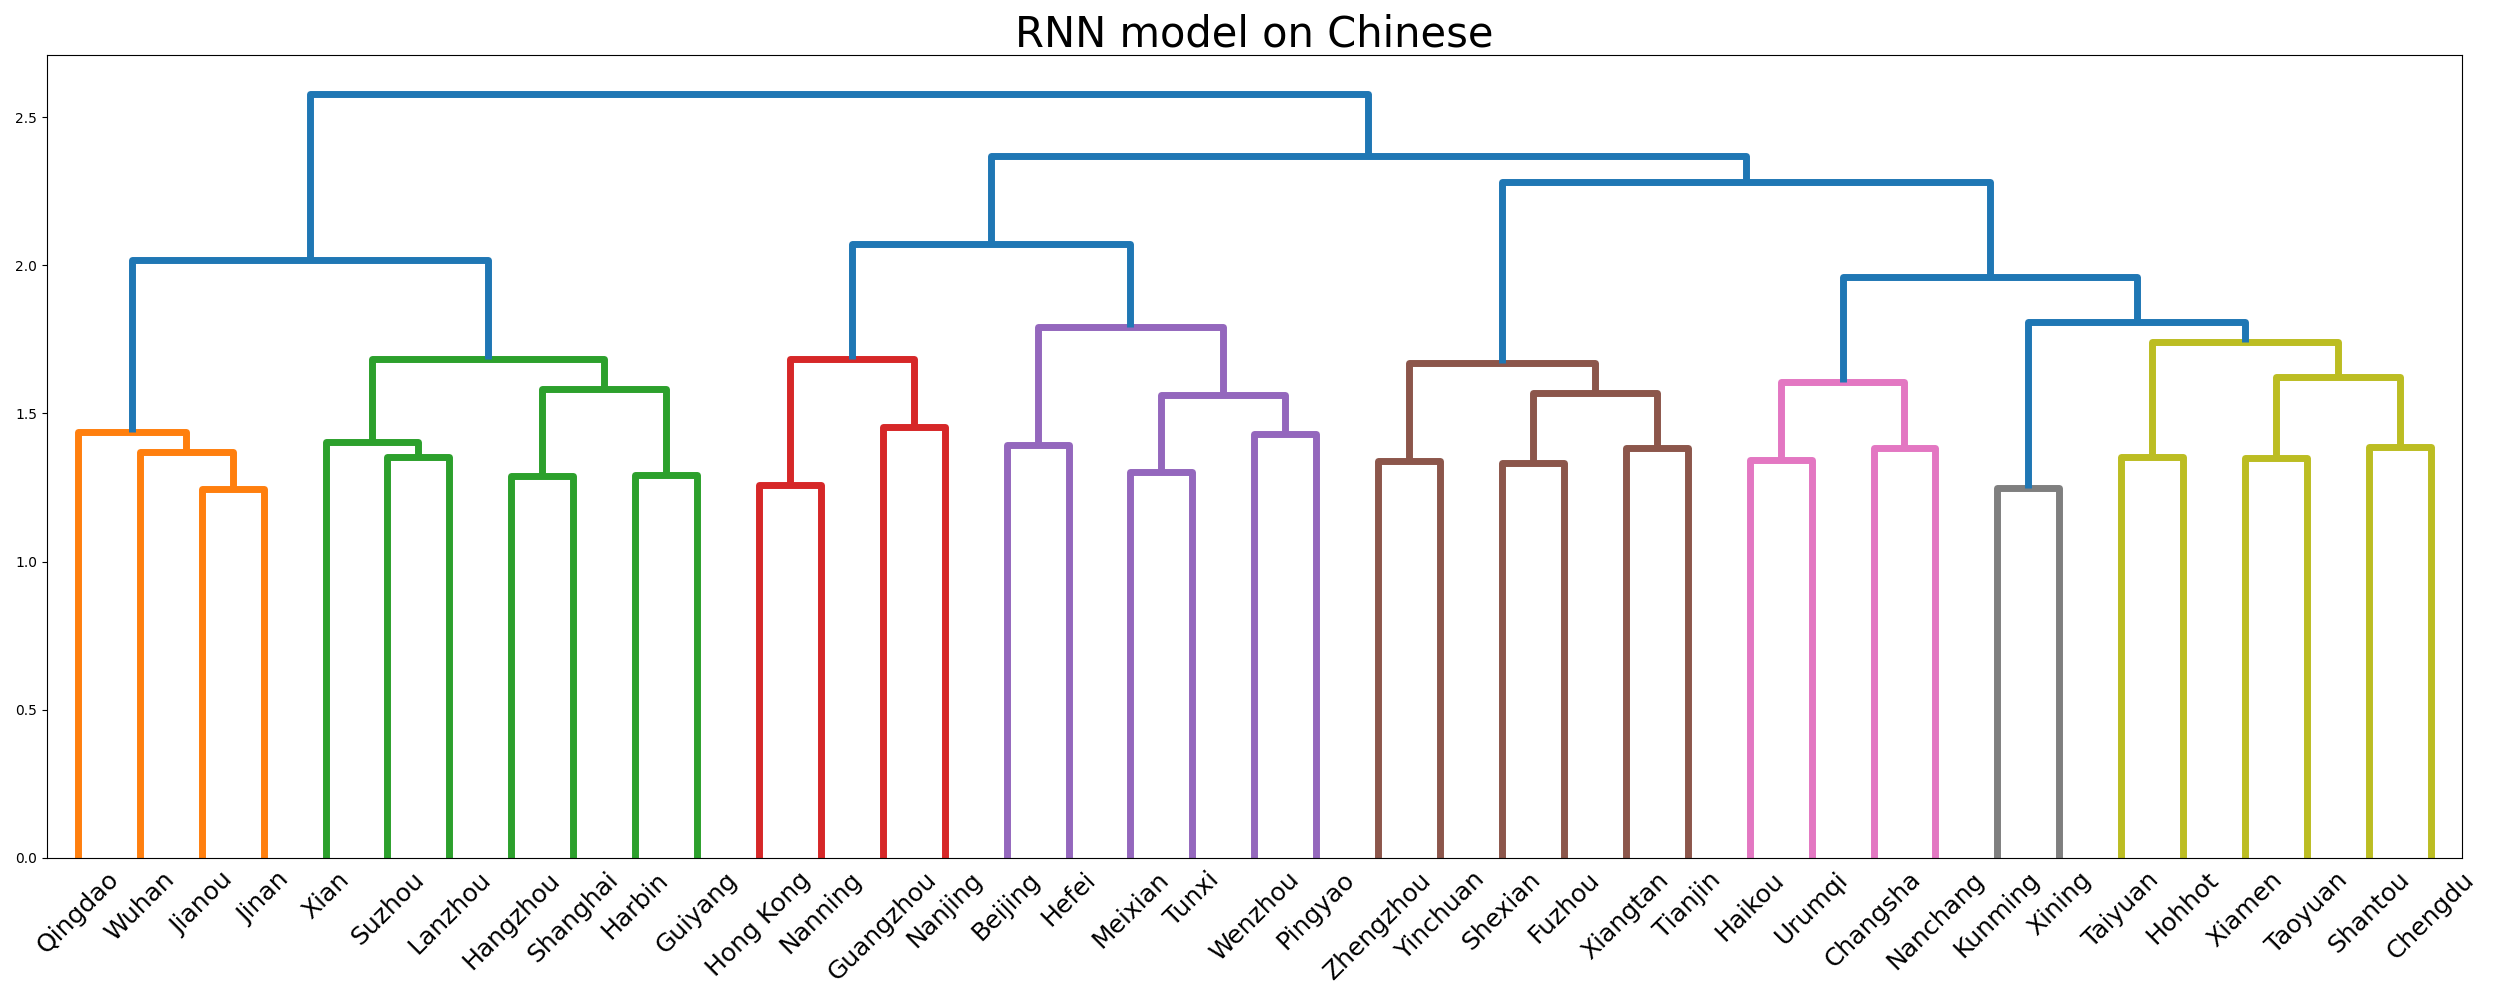 RNN model on Chinese
2.5
2.0
1.5
1.0
0.5
0.0
Qingdao
Wuhan
Jianou
Jinan
Xian
Suzhou
Lanzhou
Hangzhou
Shanghai
Harbin
Guiyang
Hong Kong
Nanning
Guangzhou
Nanjing
Beijing
Hefei
Meixian
Tunxi
Wenzhou
Pingyao
Zhengzhou
Yinchuan
Shexian
Fuzhou
Xiangtan
Tianjin
Haikou
Urumqi
Changsha
Nanchang
Kunming
Xining
Taiyuan
Hohhot
Xiamen
Taoyuan
Shantou
Chengdu